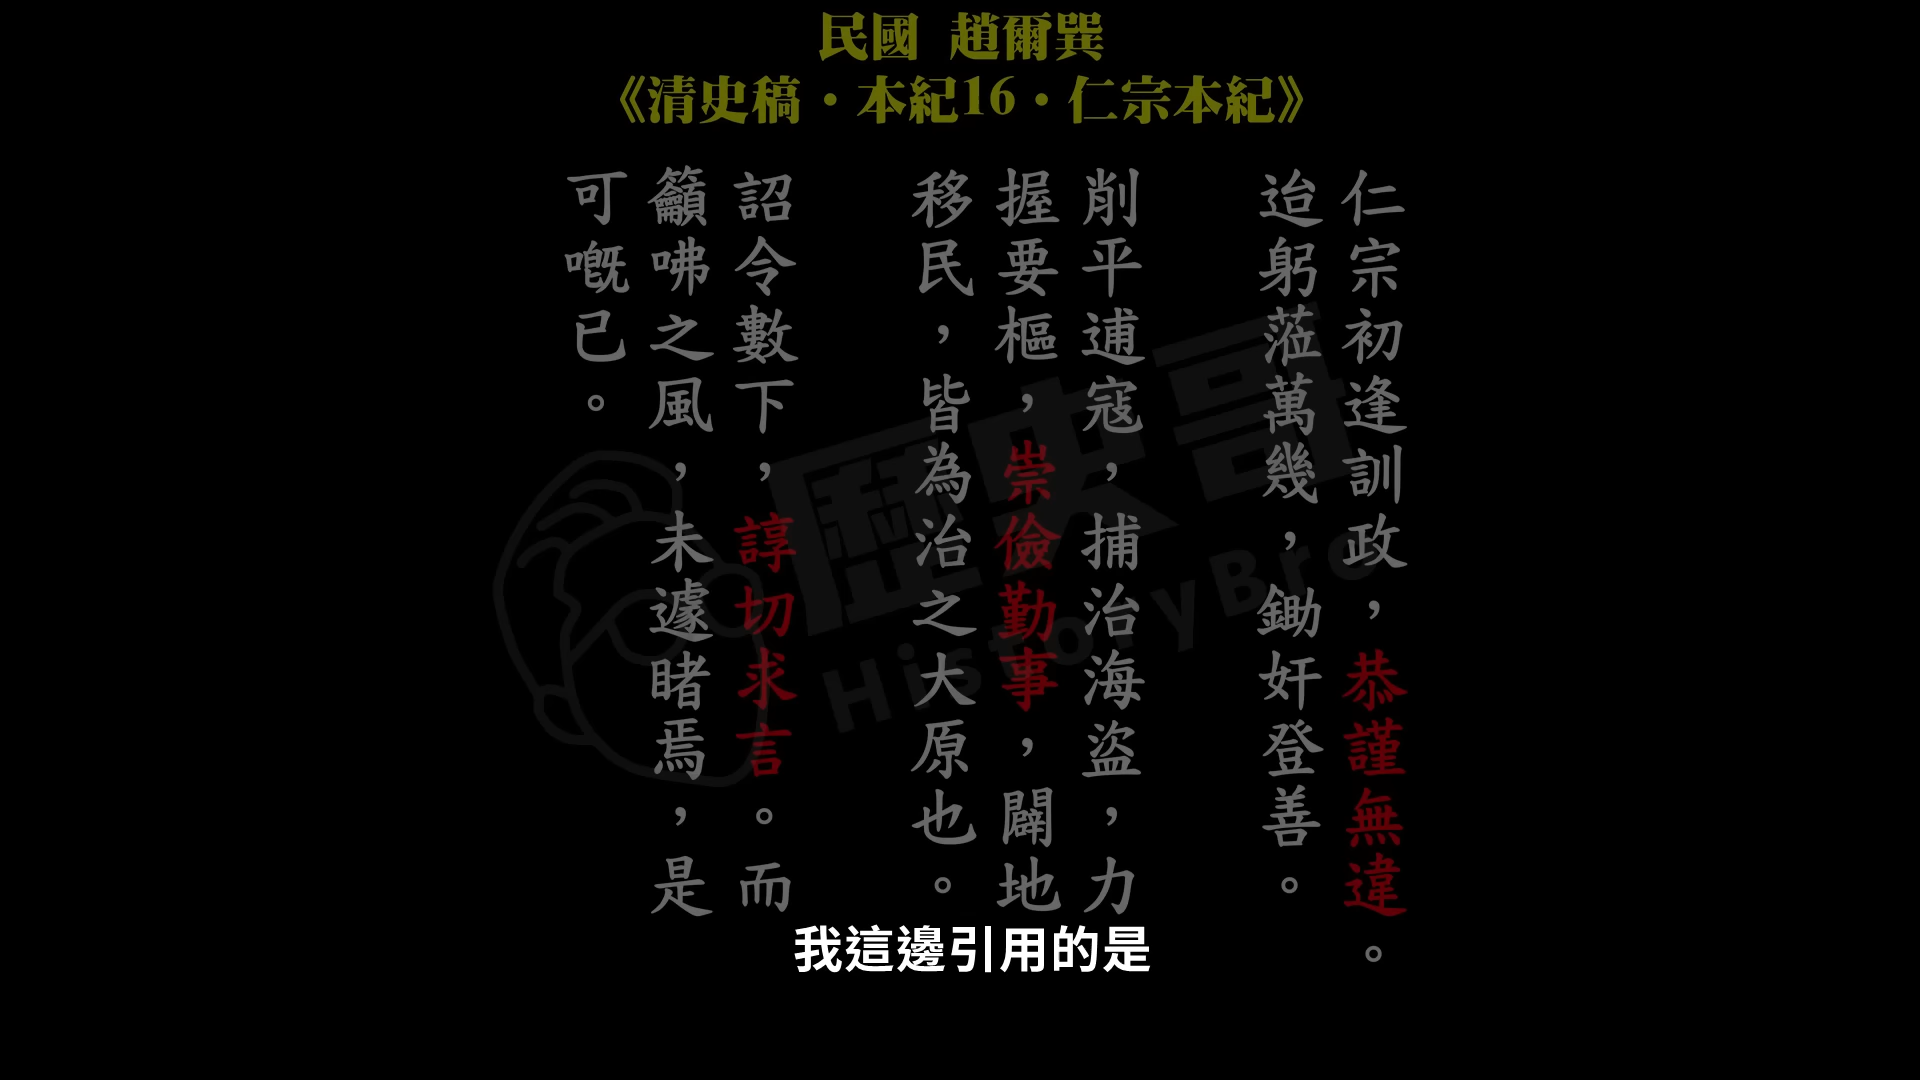 民國 趙爾巽
《清史稿·本紀16·仁宗本紀》
仁宗初逢訓政，恭謹無違。
迨躬蒞萬幾，鋤奸登善。
削平逋寇，捕治海盜，力
握要樞，崇儉勤事，闢地
移民，皆為治之大原也。
詔令數下，諄切求言。而
籲咈之風，未遽睹焉，是
可嘅已。
歷史哥
HistoryBro
我這邊引用的是